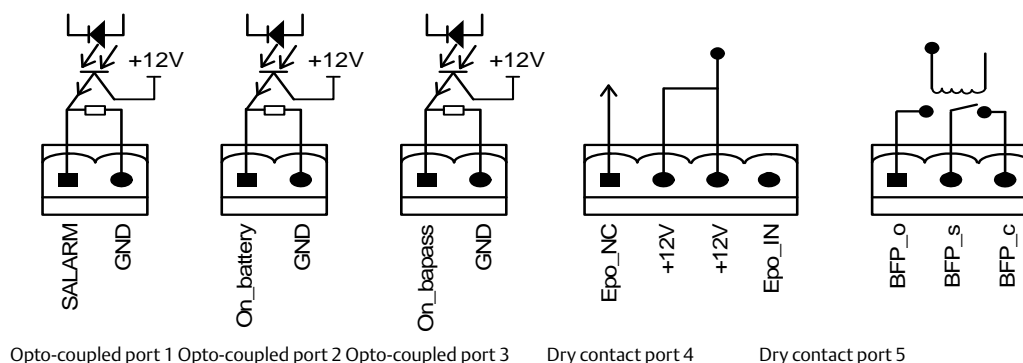 +12V +12V +12V
SALARM GND On_battery GND On_bapass GND Epo_NC +12V +12V Epo_IN BFP_o BFP_s BFP_c
Opto-coupled port 1 Opto-coupled port 2 Opto-coupled port 3 Dry contact port 4 Dry contact port 5